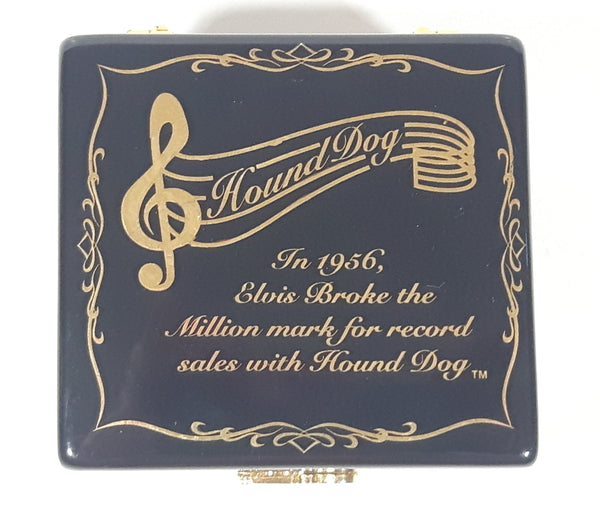 Hound Dog
In 1956,
Elvis Broke the
Million mark for record
sales with Hound Dog™